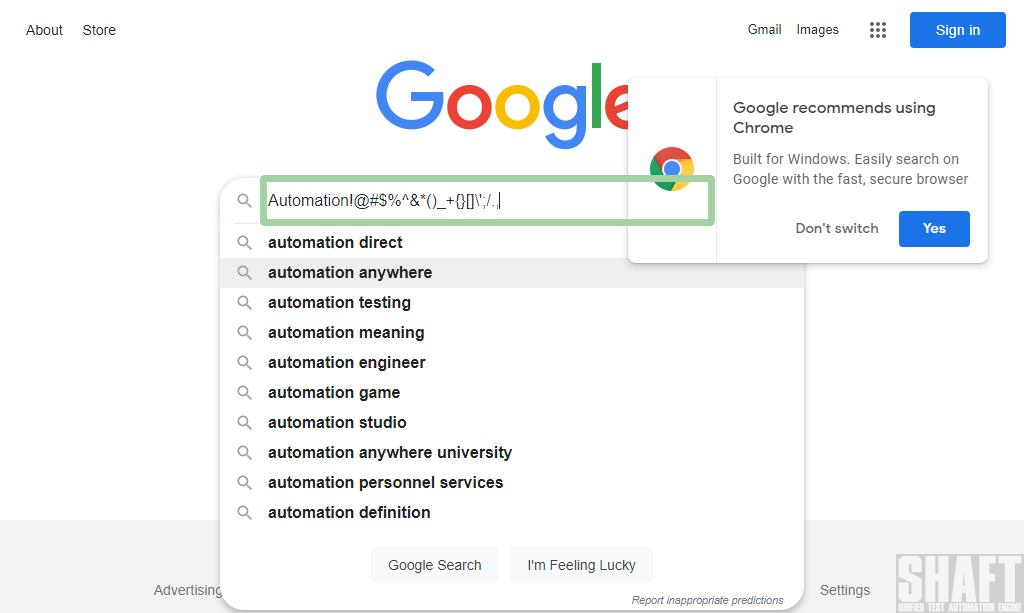 About Store
Gmail Images
Sign in
Google
Google recommends using
Chrome
Built for Windows. Easily search on
Google with the fast, secure browser
Don't switch
Yes
Automation!@#$%^&*()_+{}[]\';/.,
automation direct
automation anywhere
automation testing
automation meaning
automation engineer
automation game
automation studio
automation anywhere university
automation personnel services
automation definition
Google Search
I'm Feeling Lucky
Report inappropriate predictions
Advertising
Settings
SHAFT
UNIFIED TEST AUTOMATION ENGINE